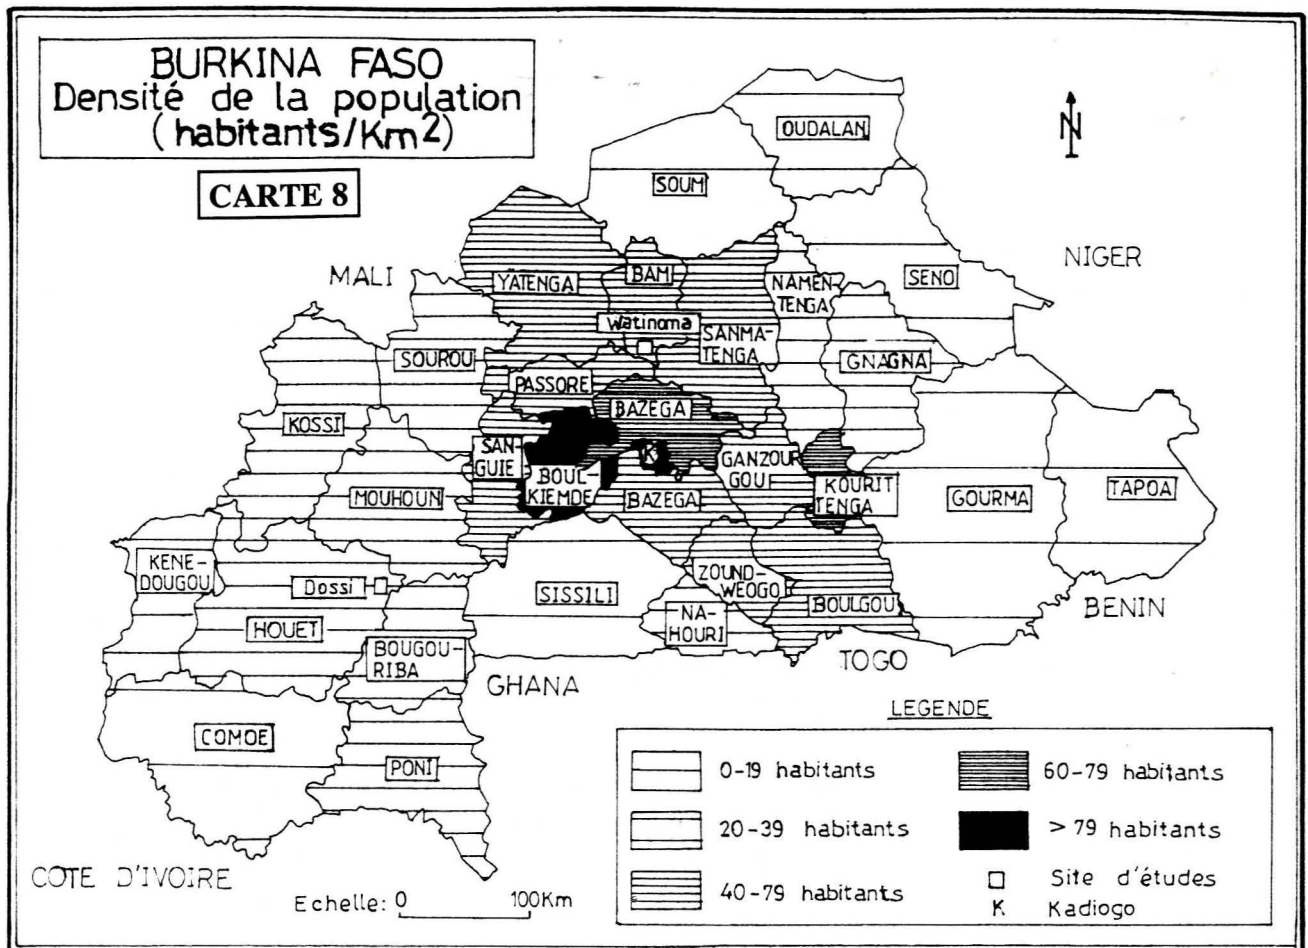 BURKINA FASO
Densité de la population
(habitants/Km2)
CARTE 8
N
OUDALAN
SOUM
NIGER
MALI
YATENGA
BAM
NAMEN-
TENGA
SENO
Watinoma
SANMA-
TENGA
SOUROU
GNAGNA
PASSORE
BAZEGA
KOSSI
SAN-
GUIE
K
GANZOUR
GOU
BOUL
KIEMDE
BAZEGA
KOURIT
TENGA
MOUHOUN
GOURMA
TAPOA
KENE-
DOUGOU
Dossi
SISSILI
ZOUND-
WEOGO
BOULGOU
BENIN
HOUET
NA-
HOURI
BOUGOU-
RIBA
TOGO
GHANA
COMOE
PONI
COTE D'IVOIRE
Echelle: 0 100Km
LEGENDE
0-19 habitants
20-39 habitants
40-79 habitants
60-79 habitants
> 79 habitants
Site d'études
K Kadiogo